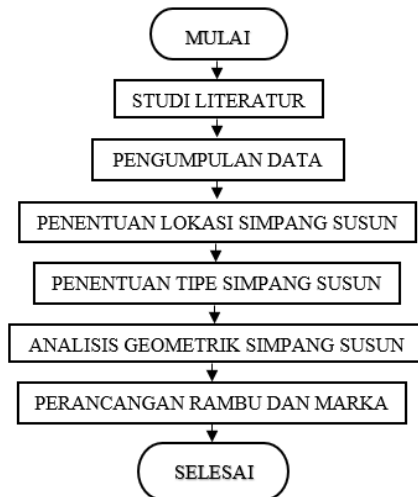 MULAI
STUDI LITERATUR
PENGUMPULAN DATA
PENENTUAN LOKASI SIMPANG SUSUN
PENENTUAN TIPE SIMPANG SUSUN
ANALISIS GEOMETRIK SIMPANG SUSUN
PERANCANGAN RAMBU DAN MARKA
SELESAI